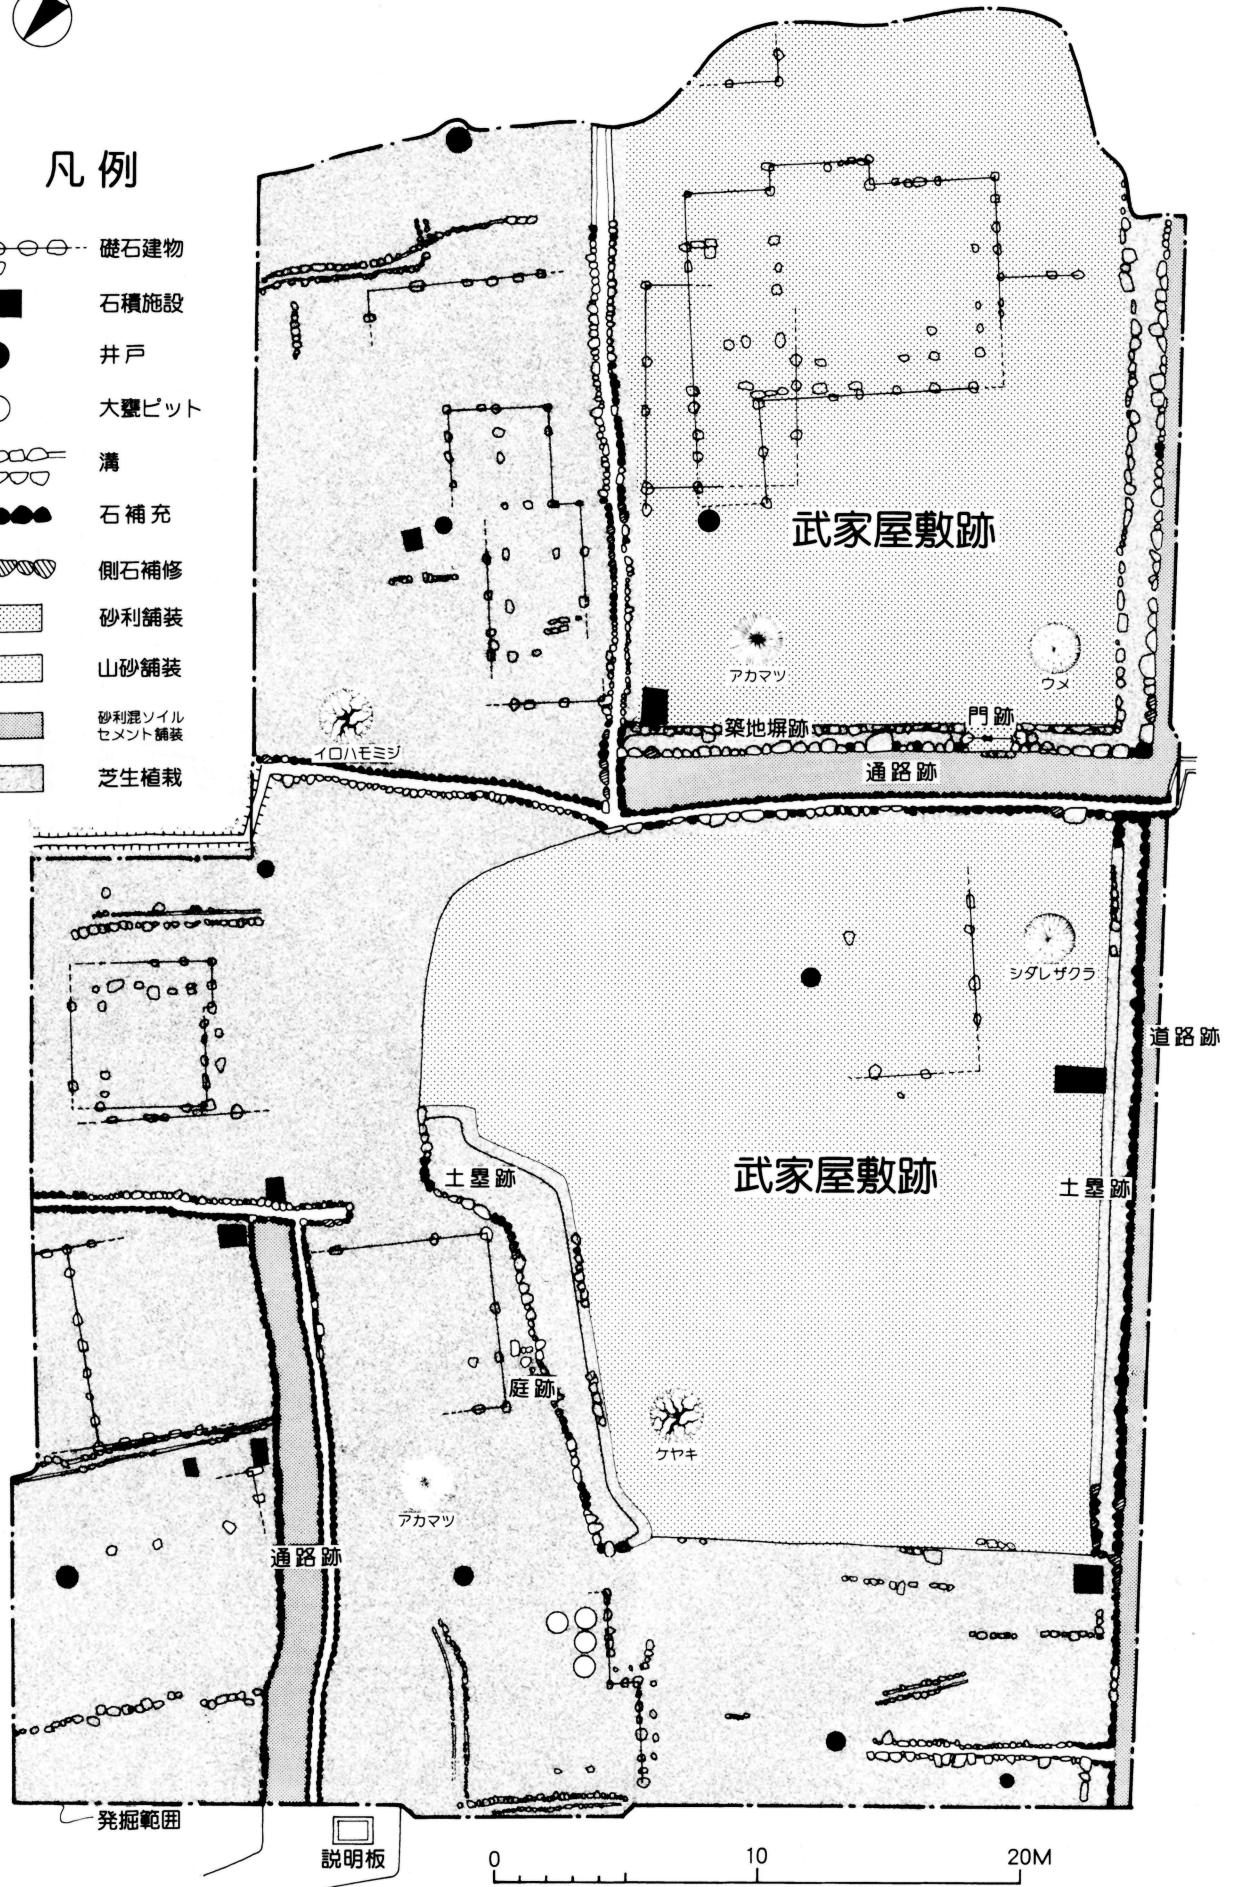 凡例
礎石建物
石積施設
井戸
大甕ピット
溝
石補充
側石補修
砂利舗装
山砂舗装
砂利混ソイル
セメント舗装
芝生植栽
武家屋敷跡
アカマツ
ウメ
築地塀跡
門跡
イロハモミジ
通路跡
シダレザクラ
道路跡
武家屋敷跡
土塁跡
土塁跡
庭跡
ケヤキ
アカマツ
通路跡
発掘範囲
説明板
0 10 20M